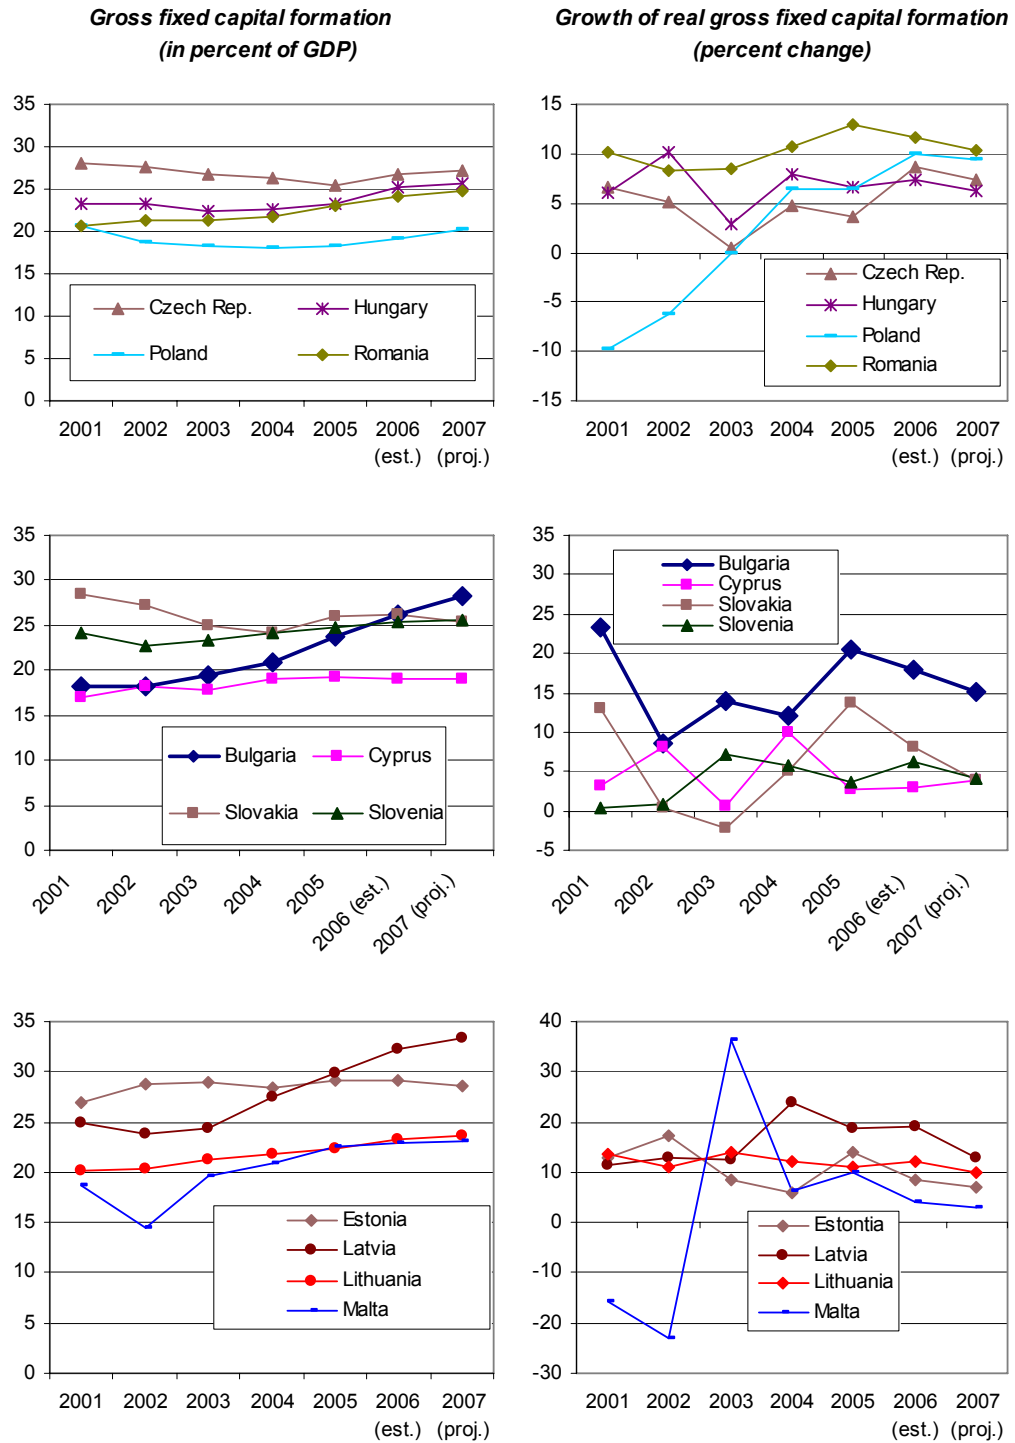 Gross fixed capital formation
(in percent of GDP)
Growth of real gross fixed capital formation
(percent change)
35
30
25
20
15
10
5
0
Czech Rep.
Hungary
Poland
Romania
2001 2002 2003 2004 2005 2006 2007
(est.) (proj.)
15
10
5
0
-5
-10
-15
Czech Rep.
Hungary
Poland
Romania
2001 2002 2003 2004 2005 2006 2007
(est.) (proj.)
35
30
25
20
15
10
5
0
Bulgaria
Cyprus
Slovakia
Slovenia
2001
2002
2003
2004
2005
2006 (est.)
2007 (proj.)
35
30
25
20
15
10
5
0
-5
Bulgaria
Cyprus
Slovakia
Slovenia
2001
2002
2003
2004
2005
2006 (est.)
2007 (proj.)
35
30
25
20
15
10
5
0
Estonia
Latvia
Lithuania
Malta
2001 2002 2003 2004 2005 2006 2007
(est.) (proj.)
40
30
20
10
0
-10
-20
-30
Estontia
Latvia
Lithuania
Malta
2001 2002 2003 2004 2005 2006 2007
(est.) (proj.)